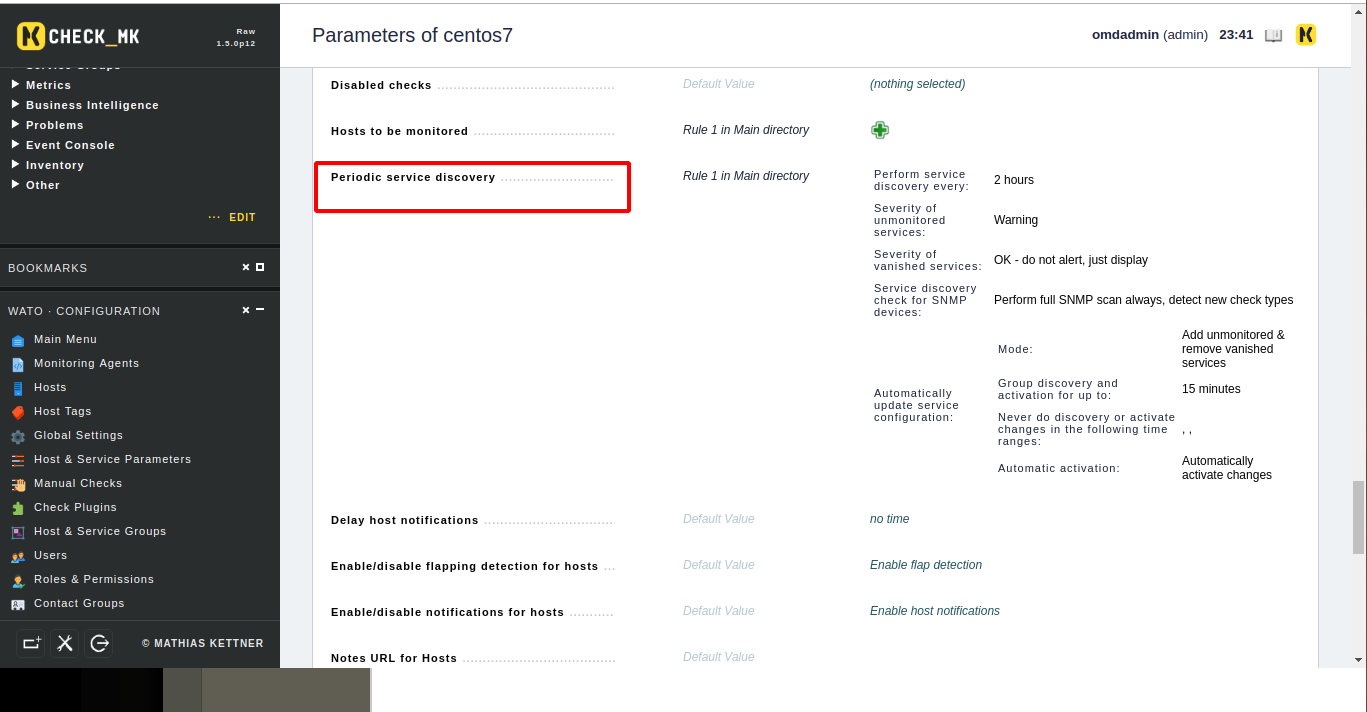 CHECK_MK
Raw
1.5.0p12
Parameters of centos7
omdadmin (admin) 23:41
Service Groups
Metrics
Business Intelligence
Problems
Event Console
Inventory
Other
··· EDIT
BOOKMARKS
WATO · CONFIGURATION
Main Menu
Monitoring Agents
Hosts
Host Tags
Global Settings
Host & Service Parameters
Manual Checks
Check Plugins
Host & Service Groups
Users
Roles & Permissions
Contact Groups
© MATHIAS KETTNER
Disabled checks Default Value (nothing selected)
Hosts to be monitored Rule 1 in Main directory
Periodic service discovery Rule 1 in Main directory
Perform service
discovery every: 2 hours
Severity of
unmonitored
services: Warning
Severity of
vanished services: OK - do not alert, just display
Service discovery
check for SNMP
devices: Perform full SNMP scan always, detect new check types
Automatically
update service
configuration:
Mode: Add unmonitored &
remove vanished
services
Group discovery and
activation for up to: 15 minutes
Never do discovery or activate
changes in the following time
ranges: , ,
Automatic activation: Automatically
activate changes
Delay host notifications Default Value no time
Enable/disable flapping detection for hosts ... Default Value Enable flap detection
Enable/disable notifications for hosts Default Value Enable host notifications
Notes URL for Hosts Default Value